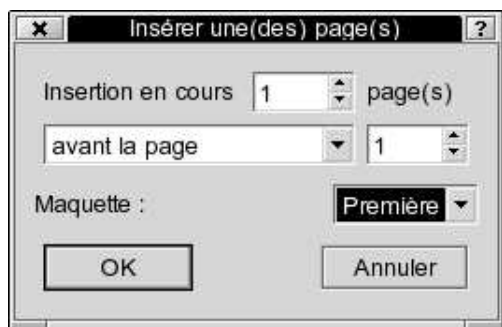 Insérer une(des) page(s) ?
Insertion en cours 1 page(s)
avant la page 1
Maquette : Première
OK Annuler